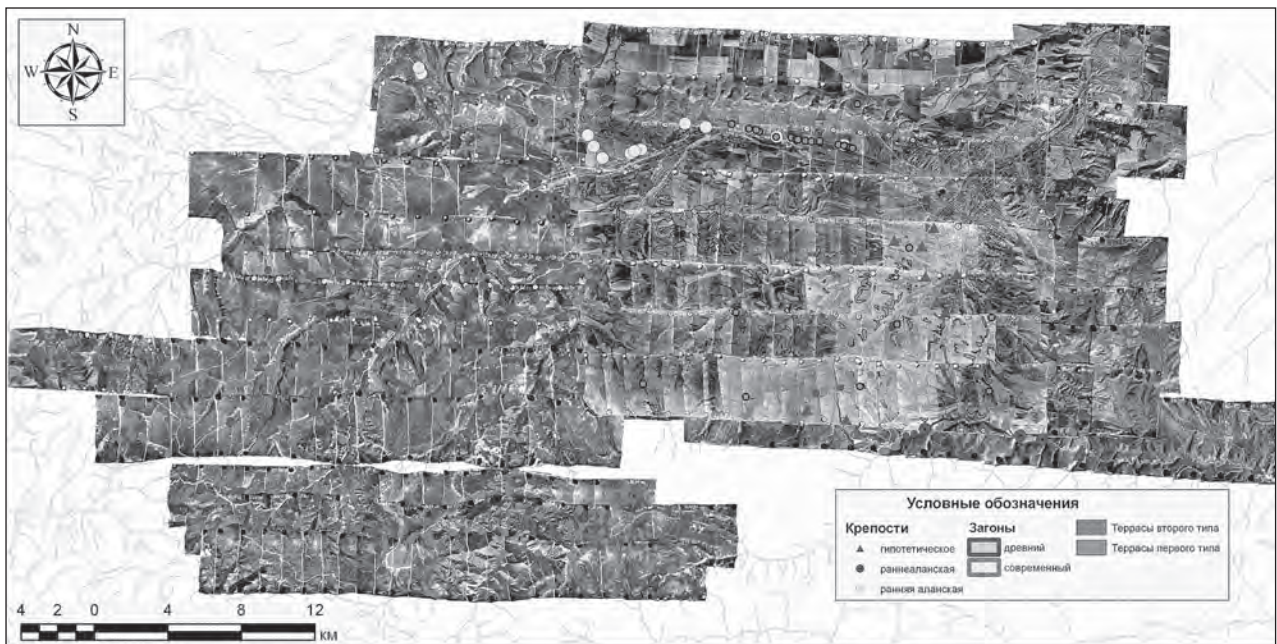 N
W E
S
Условные обозначения
Крепости
гипотетическое
раннеаланская
ранняя аланская
Загоны
древний
современный
Террасы второго типа
Террасы первого типа
4 2 0 4 8 12
км